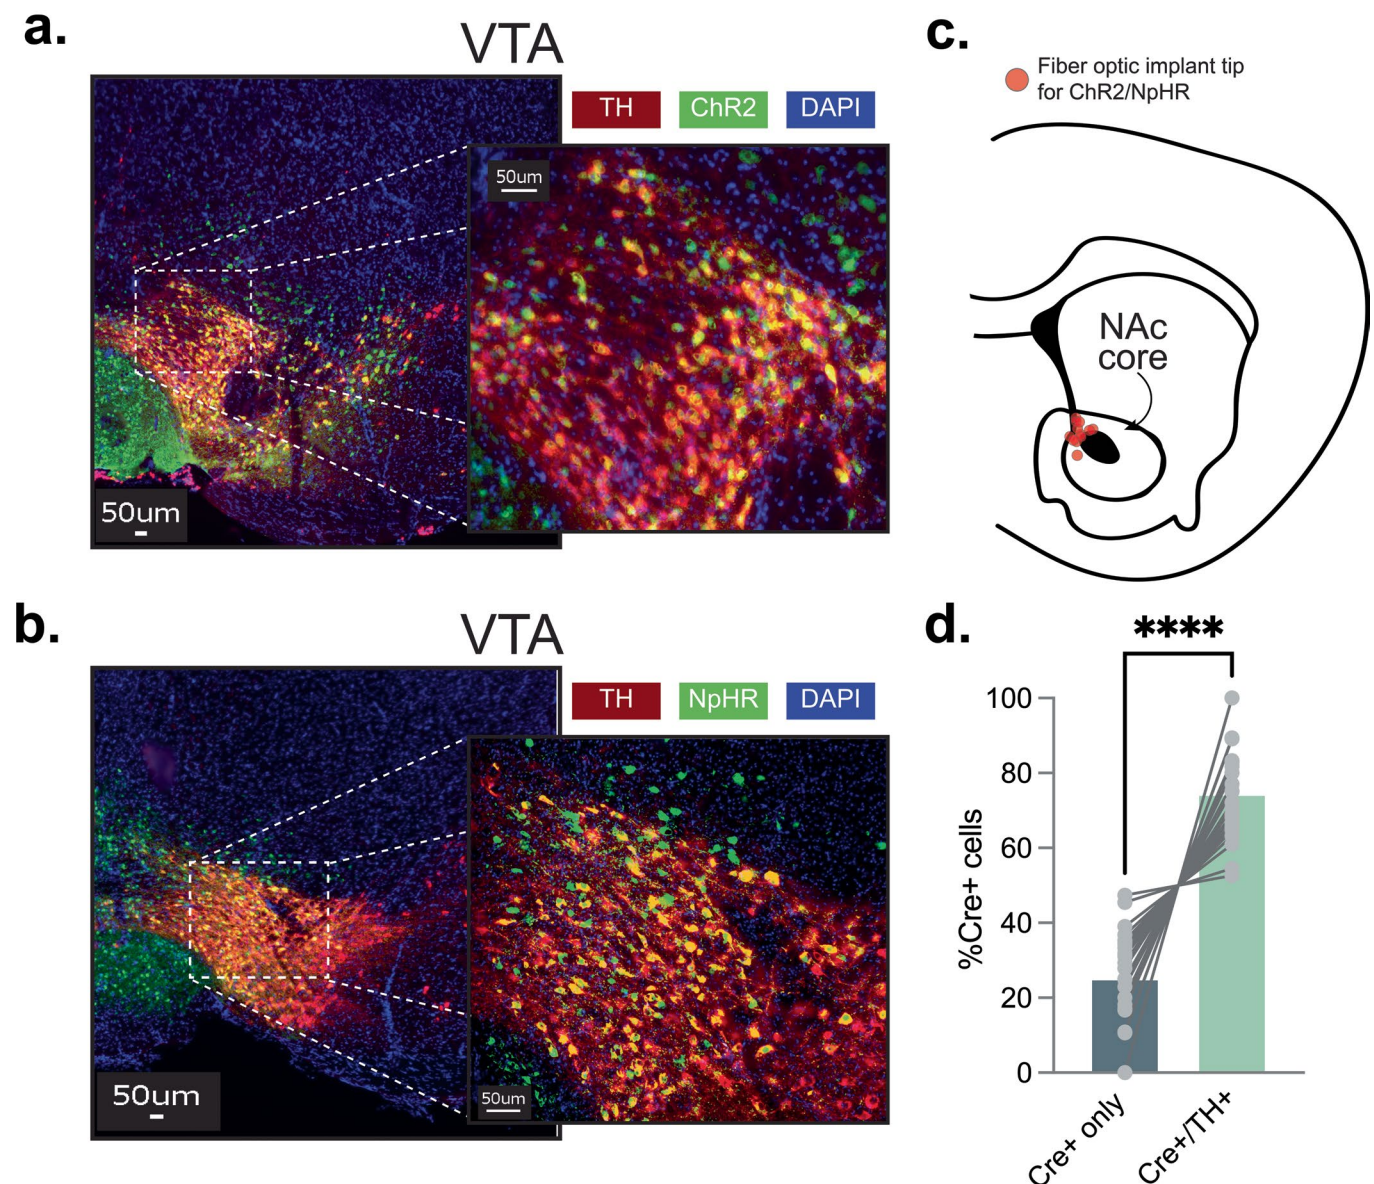 a.
VTA
TH ChR2 DAPI
50um
50um
b.
VTA
TH NpHR DAPI
50um
50um
c.
Fiber optic implant tip
for ChR2/NpHR
NAc
core
d.
****
100
80
60
40
20
0
%Cre+ cells
Cre+ only
Cre+/TH+